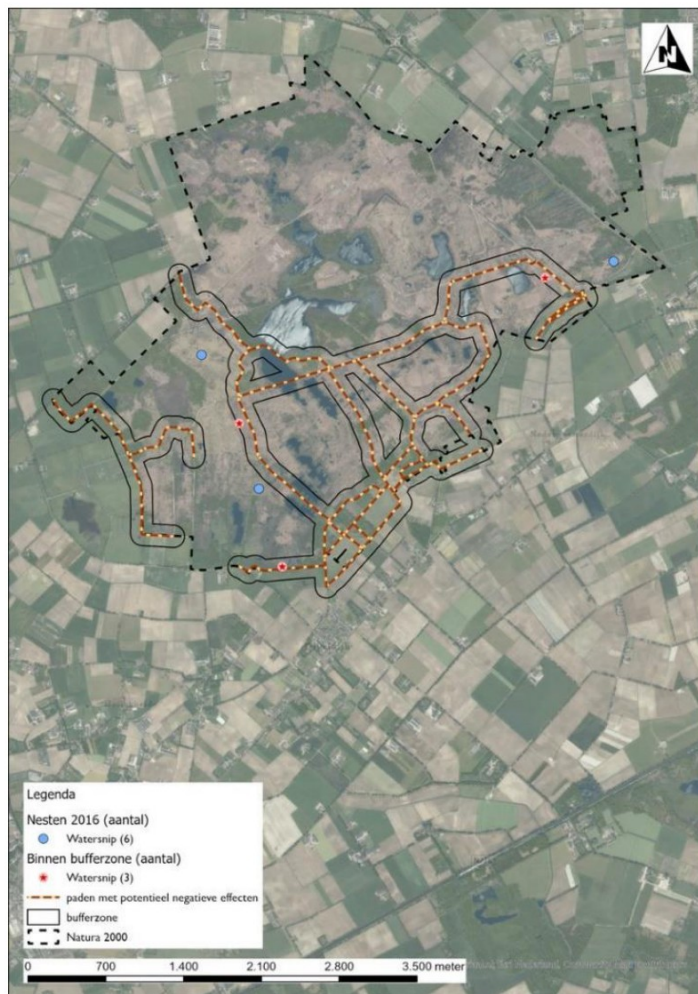 N
Legenda
Nesten 2016 (aantal)
Watersnip (6)
Binnen bufferzone (aantal)
Watersnip (3)
paden met potentieel negatieve effecten
bufferzone
Natura 2000
0 700 1.400 2.100 2.800 3.500 meter